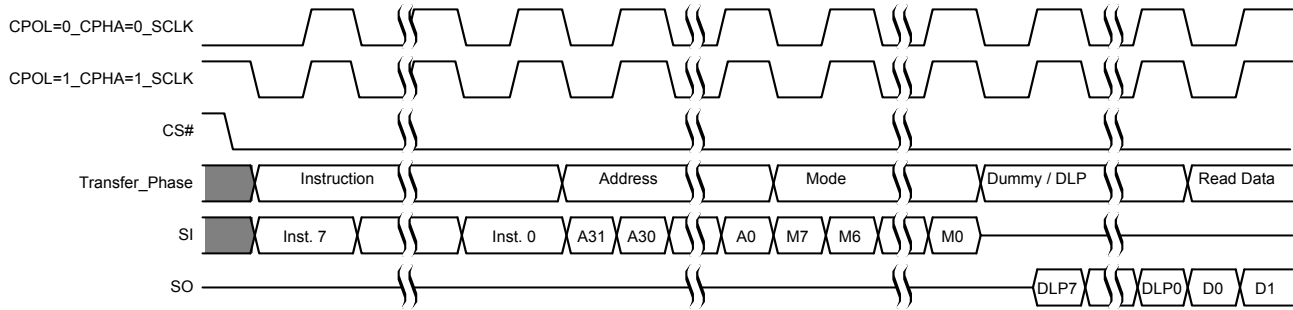 CPOL=0_CPHA=0_SCLK
CPOL=1_CPHA=1_SCLK
CS#
Transfer_Phase Instruction Address Mode Dummy / DLP Read Data
SI Inst. 7 Inst. 0 A31 A30 A0 M7 M6 M0
SO DLP7 DLP0 D0 D1